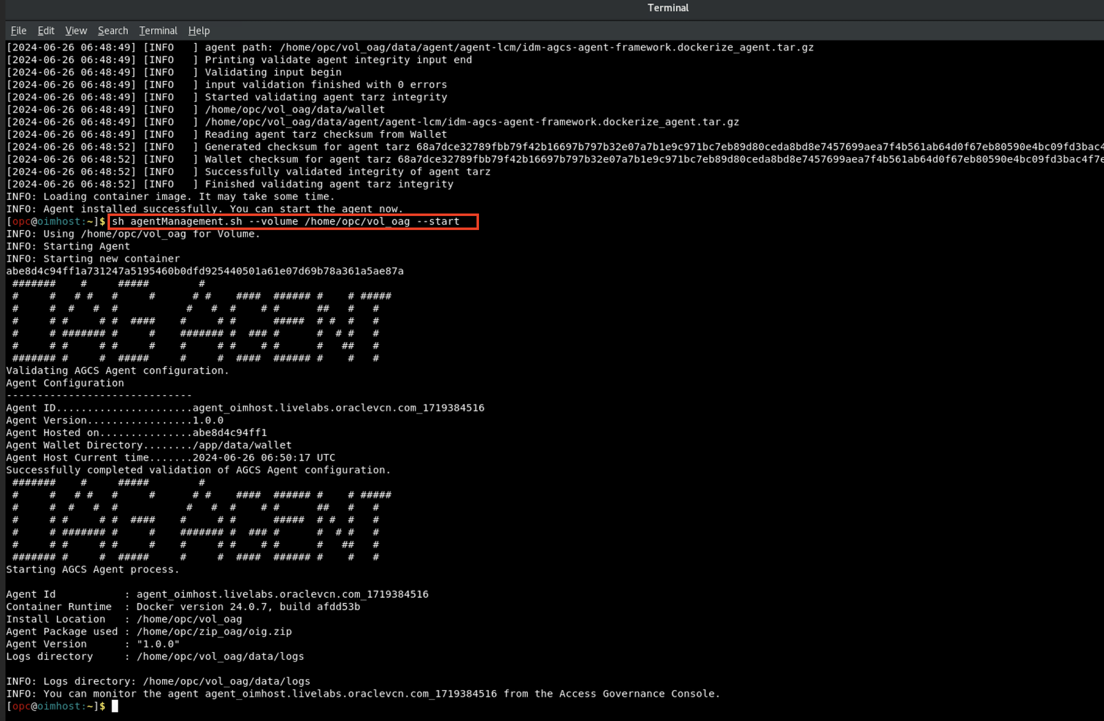 Terminal
File Edit View Search Terminal Help
[2024-06-26 06:48:49] [INFO   ] agent path: /home/opc/vol_oag/data/agent/agent-lcm/idm-agcs-agent-framework.dockerize_agent.tar.gz
[2024-06-26 06:48:49] [INFO   ] Printing validate agent integrity input end
[2024-06-26 06:48:49] [INFO   ] Validating input begin
[2024-06-26 06:48:49] [INFO   ] input validation finished with 0 errors
[2024-06-26 06:48:49] [INFO   ] Started validating agent tarz integrity
[2024-06-26 06:48:49] [INFO   ] /home/opc/vol_oag/data/wallet
[2024-06-26 06:48:49] [INFO   ] /home/opc/vol_oag/data/agent/agent-lcm/idm-agcs-agent-framework.dockerize_agent.tar.gz
[2024-06-26 06:48:49] [INFO   ] Reading agent tarz checksum from Wallet
[2024-06-26 06:48:52] [INFO   ] Generated checksum for agent tarz 68a7dce32789fbb79f42b16697b797b32e07a7b1e9c971bc7eb89d80ceda8bd8e7457699aea7f4b561ab64d0f67eb80590e4bc09fd3bac4
[2024-06-26 06:48:52] [INFO   ] Wallet checksum for agent tarz 68a7dce32789fbb79f42b16697b797b32e07a7b1e9c971bc7eb89d80ceda8bd8e7457699aea7f4b561ab64d0f67eb80590e4bc09fd3bac4f7e
[2024-06-26 06:48:52] [INFO   ] Successfully validated integrity of agent tarz
[2024-06-26 06:48:52] [INFO   ] Finished validating agent tarz integrity
INFO: Loading container image. It may take some time.
INFO: Agent installed successfully. You can start the agent now.
[opc@oimhost:~]$ sh agentManagement.sh --volume /home/opc/vol_oag --start
INFO: Using /home/opc/vol_oag for Volume.
INFO: Starting Agent
INFO: Starting new container
abe8d4c94ff1a731247a5195460b0dfd925440501a61e07d69b78a361a5ae87a
OAG AGENT
Validating AGCS Agent configuration.
Agent Configuration
------------------------------
Agent ID......................agent_oimhost.livelabs.oraclevcn.com_1719384516
Agent Version.................1.0.0
Agent Hosted on...............abe8d4c94ff1
Agent Wallet Directory......../app/data/wallet
Agent Host Current time.......2024-06-26 06:50:17 UTC
Successfully completed validation of AGCS Agent configuration.
OAG AGENT
Starting AGCS Agent process.
Agent Id           : agent_oimhost.livelabs.oraclevcn.com_1719384516
Container Runtime  : Docker version 24.0.7, build afdd53b
Install Location   : /home/opc/vol_oag
Agent Package used : /home/opc/zip_oag/oig.zip
Agent Version      : "1.0.0"
Logs directory     : /home/opc/vol_oag/data/logs
INFO: Logs directory: /home/opc/vol_oag/data/logs
INFO: You can monitor the agent agent_oimhost.livelabs.oraclevcn.com_1719384516 from the Access Governance Console.
[opc@oimhost:~]$